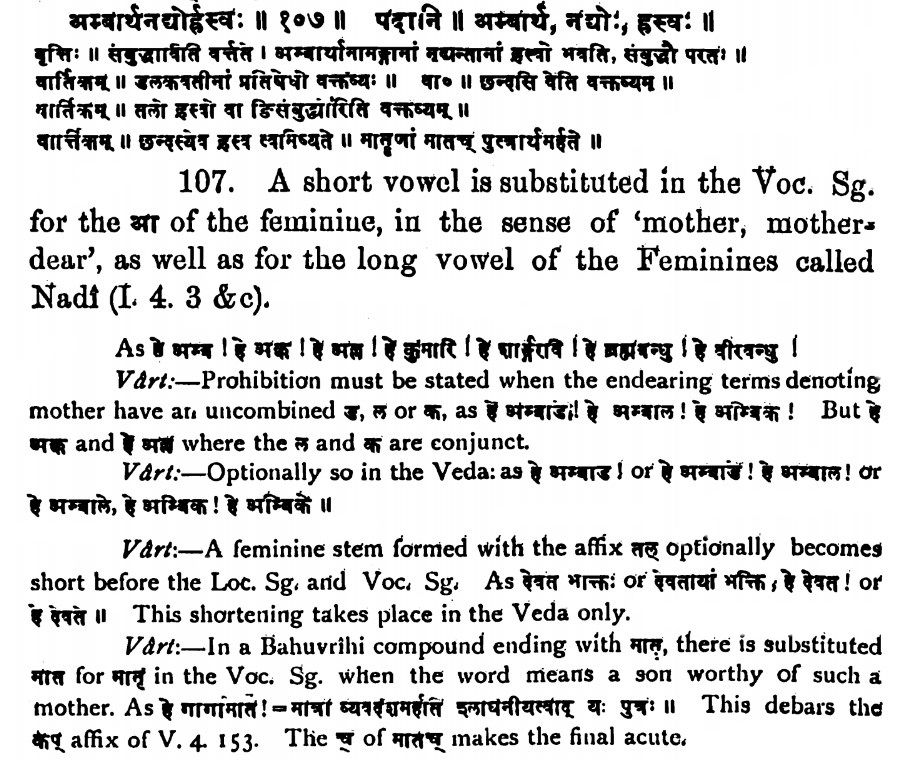 अम्बार्थनद्योर्ह्रस्वः ॥ १०७ ॥ पदानि ॥ अम्बार्थ, नद्योः, ह्रस्वः ॥
वृत्तिः ॥ संबुद्धाविति वर्त्तते । अम्बार्थानामङ्गानां नद्यन्तानां ह्रस्वो भवति, संबुद्धौ परतः ॥
वार्तिकम् ॥ डलकवतीनां प्रतिषेधो वक्तव्यः ॥ वा० ॥ छन्दसि वेति वक्तव्यम ॥
वार्तिकम् ॥ तलो ह्रस्वो वा ङिसंबुद्ध्योरिति वक्तव्यम् ॥
वार्त्तिकम् ॥ छन्दस्येव ह्रस्व त्वमिष्यते ॥ मातॄणां मातच् पुत्त्रार्थमर्हते ॥
107. A short vowel is substituted in the Voc. Sg.
for the आ of the feminine, in the sense of ‘mother, mother-
dear’, as well as for the long vowel of the Feminines called
Nadî (I. 4. 3 &c).
As हे अम्ब ! हे अक्क ! हे अल्ल ! हे कुमारि ! हे शार्ङ्गरवि ! हे ब्रह्मबन्धु ! हे वीरबन्धु !
Vârt:—Prohibition must be stated when the endearing terms denoting
mother have an uncombined ड, ल or क, as हे अम्बाडे! हे अम्बाले ! हे अम्बिके ! But हे
अक्क and हे अल्ल where the ल and क are conjunct.
Vârt:—Optionally so in the Veda: as हे अम्बाड ! or हे अम्बाडे ! हे अम्बाल ! or
हे अम्बाले, हे अम्बिक ! हे अम्बिके ॥
Vârt:—A feminine stem formed with the affix तल् optionally becomes
short before the Loc. Sg. and Voc. Sg. As देवत भक्तिः or देवतायां भक्ति, हे देवत ! or
हे देवते ॥ This shortening takes place in the Veda only.
Vârt:—In a Bahuvrîhi compound ending with मातृ, there is substituted
मात for मातृ in the Voc. Sg. when the word means a son worthy of such a
mother. As हे गार्गीमात ! = मात्रा व्यपदेशमर्हति श्लाघनीयत्वाद् यः पुत्रः ॥ This debars the
कप् affix of V. 4. 153. The च् of मातच् makes the final acute.